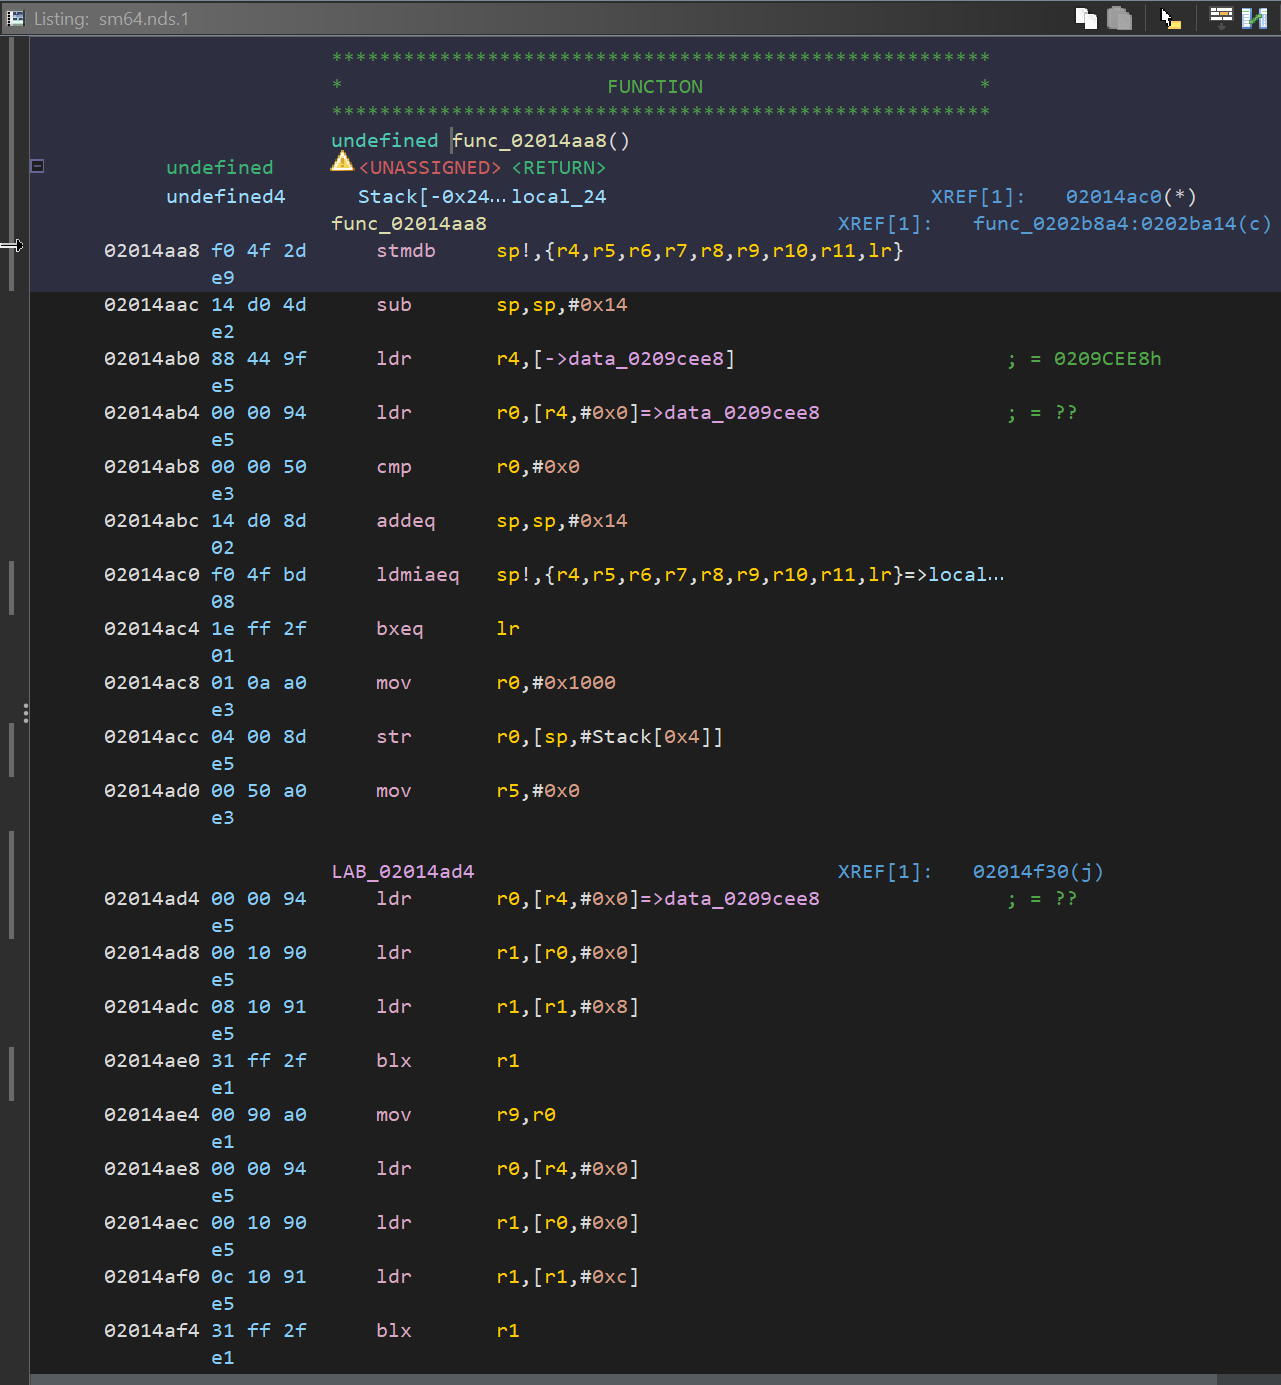 Listing: sm64.nds.1
*******************************************************
* FUNCTION *
*******************************************************
undefined func_02014aa8()
undefined <UNASSIGNED> <RETURN>
undefined4 Stack[-0x24... local_24 XREF[1]: 02014ac0(*)
func_02014aa8 XREF[1]: func_0202b8a4:0202ba14(c)
02014aa8 f0 4f 2d stmdb sp!,{r4,r5,r6,r7,r8,r9,r10,r11,lr}
e9
02014aac 14 d0 4d sub sp,sp,#0x14
e2
02014ab0 88 44 9f ldr r4,[->data_0209cee8] ; = 0209CEE8h
e5
02014ab4 00 00 94 ldr r0,[r4,#0x0]=>data_0209cee8 ; = ??
e5
02014ab8 00 00 50 cmp r0,#0x0
e3
02014abc 14 d0 8d addeq sp,sp,#0x14
02
02014ac0 f0 4f bd ldmiaeq sp!,{r4,r5,r6,r7,r8,r9,r10,r11,lr}=>local...
08
02014ac4 1e ff 2f bxeq lr
01
02014ac8 01 0a a0 mov r0,#0x1000
e3
02014acc 04 00 8d str r0,[sp,#Stack[0x4]]
e5
02014ad0 00 50 a0 mov r5,#0x0
e3
LAB_02014ad4 XREF[1]: 02014f30(j)
02014ad4 00 00 94 ldr r0,[r4,#0x0]=>data_0209cee8 ; = ??
e5
02014ad8 00 10 90 ldr r1,[r0,#0x0]
e5
02014adc 08 10 91 ldr r1,[r1,#0x8]
e5
02014ae0 31 ff 2f blx r1
e1
02014ae4 00 90 a0 mov r9,r0
e1
02014ae8 00 00 94 ldr r0,[r4,#0x0]
e5
02014aec 00 10 90 ldr r1,[r0,#0x0]
e5
02014af0 0c 10 91 ldr r1,[r1,#0xc]
e5
02014af4 31 ff 2f blx r1
e1